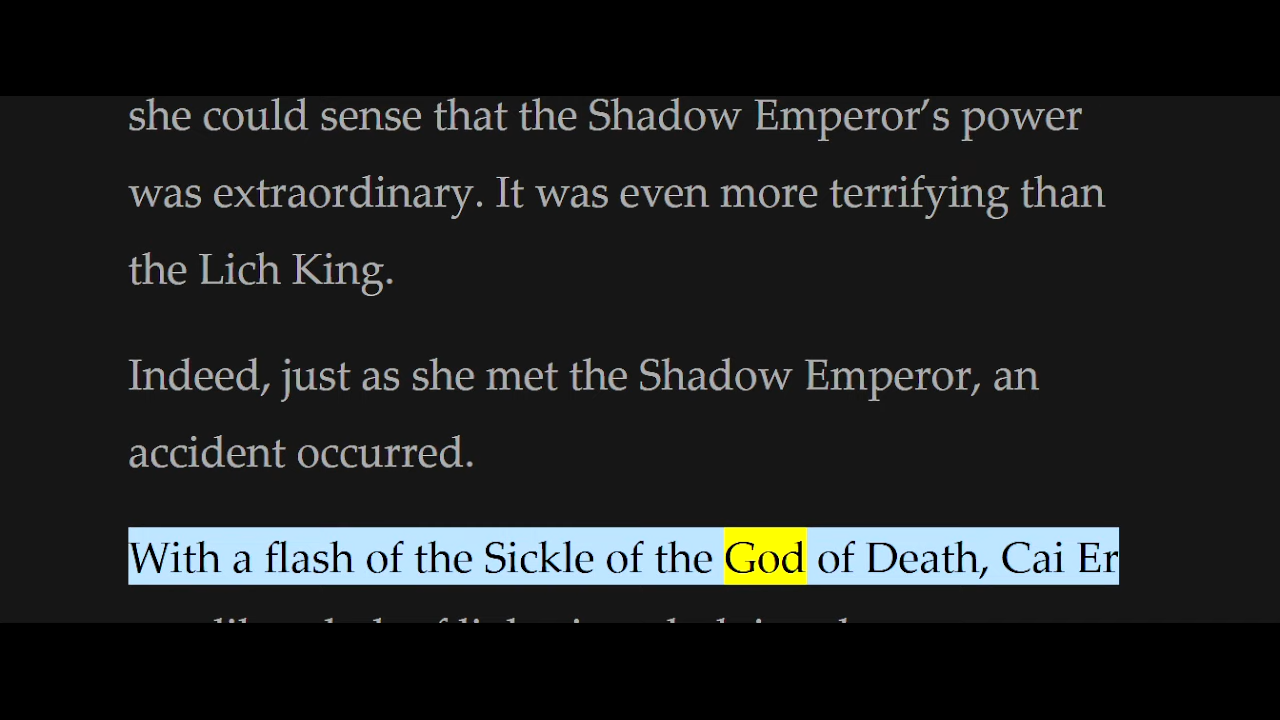 she could sense that the Shadow Emperor’s power
was extraordinary. It was even more terrifying than
the Lich King.
Indeed, just as she met the Shadow Emperor, an
accident occurred.
With a flash of the Sickle of the God of Death, Cai Er